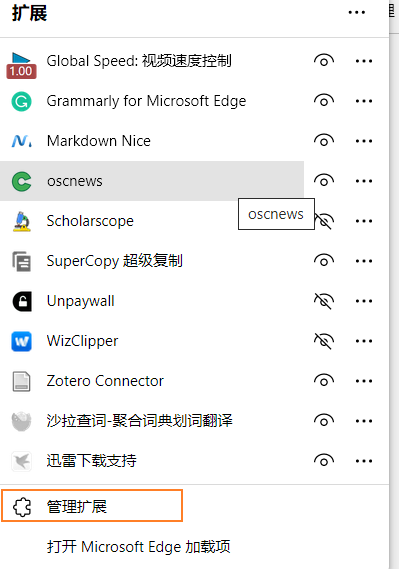 扩展
Global Speed: 视频速度控制
1.00
Grammarly for Microsoft Edge
Markdown Nice
oscnews
oscnews
Scholarscope
SuperCopy 超级复制
Unpaywall
WizClipper
Zotero Connector
沙拉查词-聚合词典划词翻译
迅雷下载支持
管理扩展
打开 Microsoft Edge 加载项